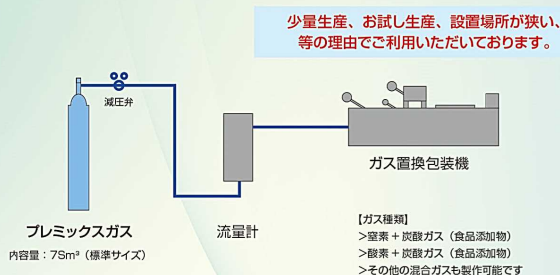 少量生産、お試し生産、設置場所が狭い、
等の理由でご利用いただいております。
減圧弁
ガス置換包装機
プレミックスガス
流量計
内容量：7Sm³（標準サイズ）
【ガス種類】
>窒素＋炭酸ガス（食品添加物）
>酸素＋炭酸ガス（食品添加物）
>その他の混合ガスも製作可能です